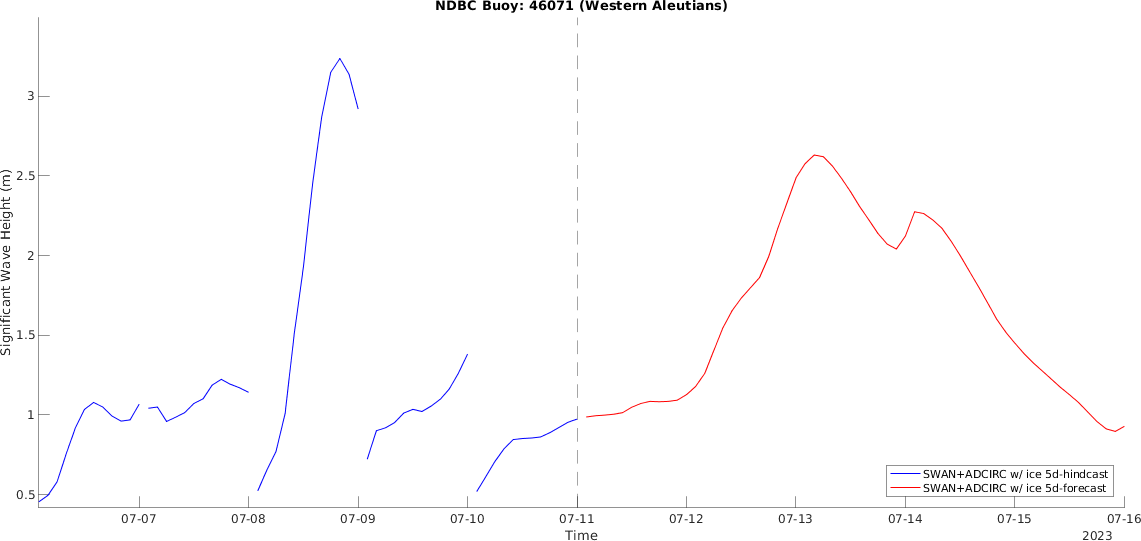 NDBC Buoy: 46071 (Western Aleutians)
Significant Wave Height (m)
3
2.5
2
1.5
1
0.5
SWAN+ADCIRC w/ ice 5d-hindcast
SWAN+ADCIRC w/ ice 5d-forecast
07-07 07-08 07-09 07-10 07-11 07-12 07-13 07-14 07-15 07-16
Time
2023